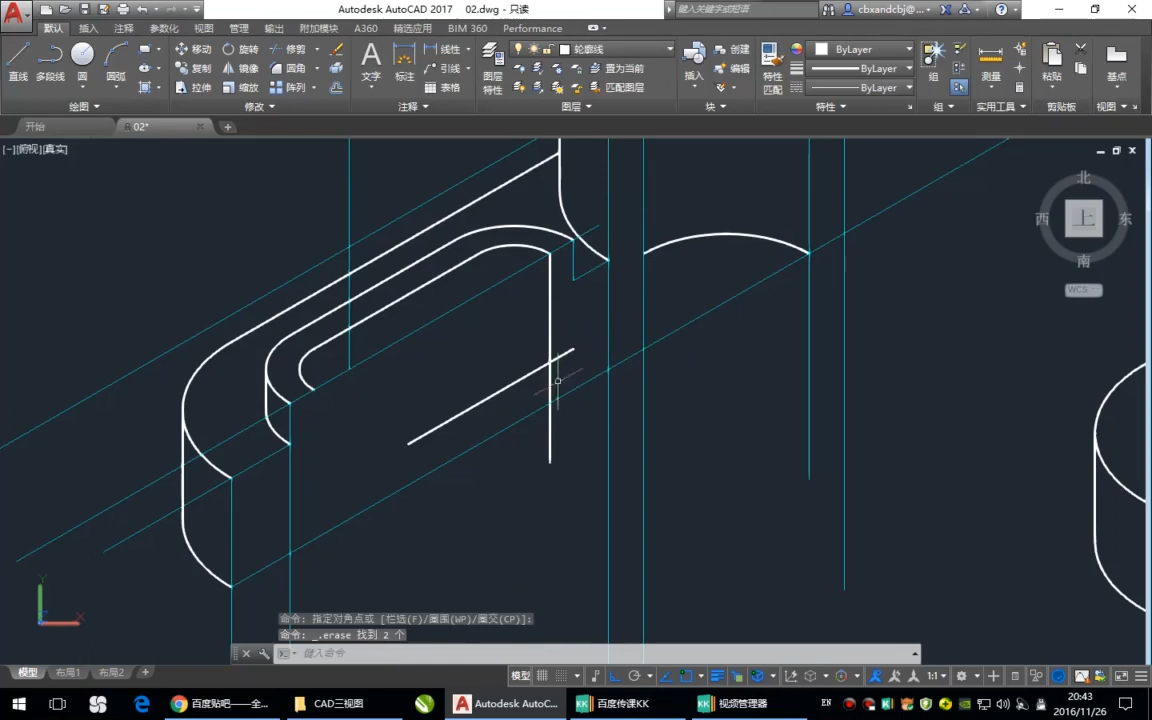 Autodesk AutoCAD 2017 02.dwg - 只读
键入关键字或短语
cbxandcbj@...
默认 插入 注释 参数化 视图 管理 输出 附加模块 A360 精选应用 BIM 360 Performance
直线 多段线 圆 圆弧
移动 旋转 修剪
复制 镜像 圆角
拉伸 缩放 阵列
文字 标注
线性
引线
表格
图层特性
轮廓线
置为当前
匹配图层
插入
创建
编辑
特性匹配
ByLayer
ByLayer
ByLayer
组 测量 粘贴 基点
绘图 修改 注释 图层 块 特性 组 实用工具 剪贴板 视图
开始 02*
[−][俯视][真实]
北
西 上 东
南
WCS
Y
X
命令: 指定对角点或 [栏选(F)/圈围(WP)/圈交(CP)]:
命令: _.erase 找到 2 个
键入命令
模型 布局1 布局2 +
模型
1:1
百度贴吧——全...
CAD三视图
Autodesk AutoC...
百度传课KK
视频管理器
EN
20:43
2016/11/26